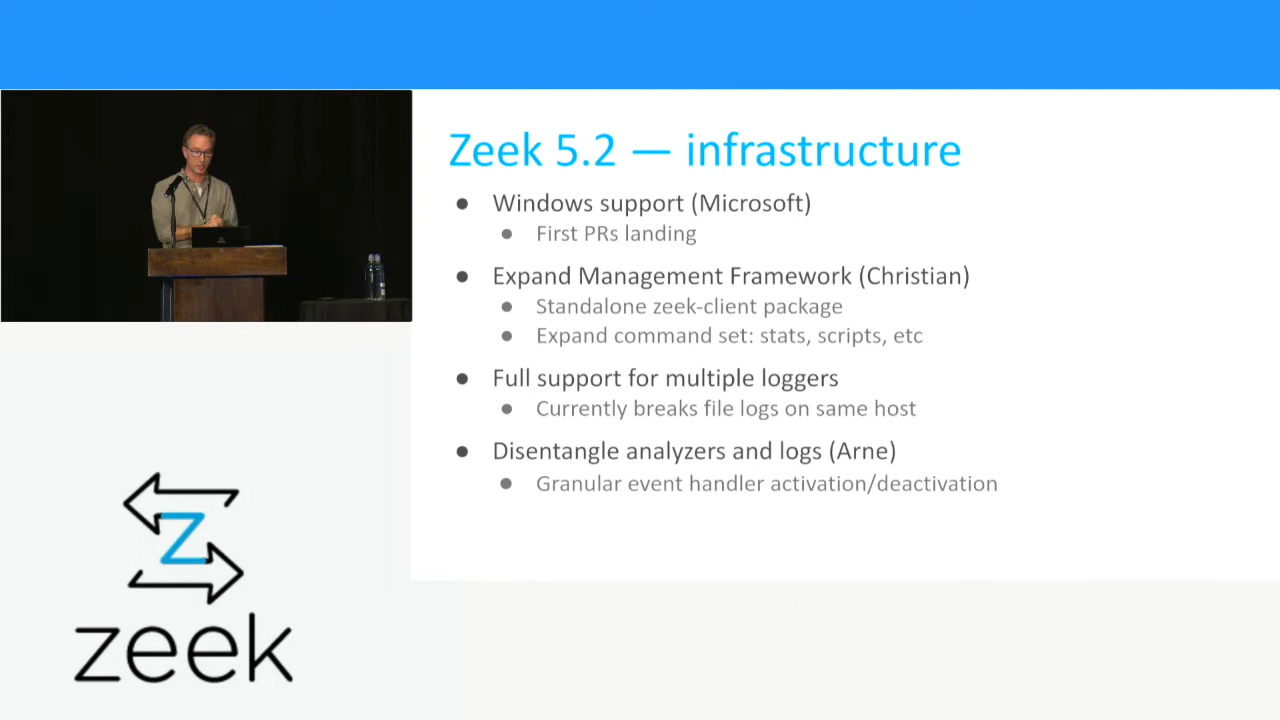 Zeek 5.2 — infrastructure
● Windows support (Microsoft)
● First PRs landing
● Expand Management Framework (Christian)
● Standalone zeek-client package
● Expand command set: stats, scripts, etc
● Full support for multiple loggers
● Currently breaks file logs on same host
● Disentangle analyzers and logs (Arne)
● Granular event handler activation/deactivation
Z
zeek